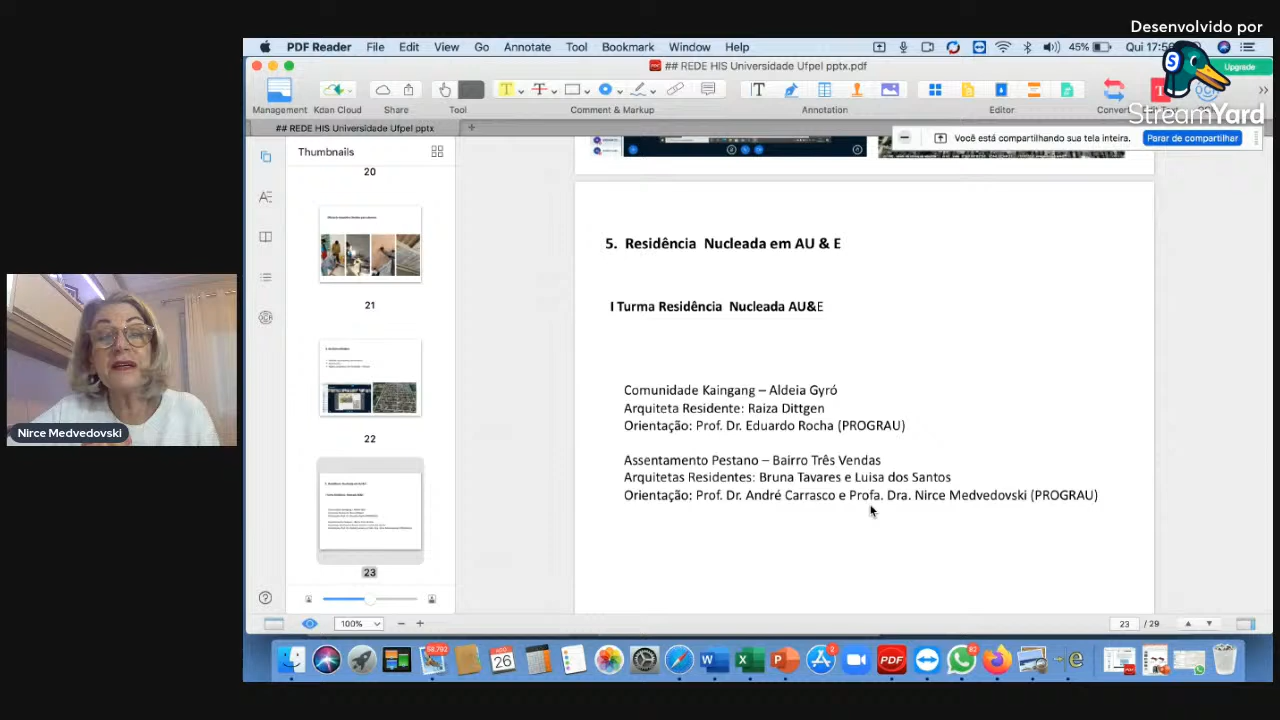 Desenvolvido por
StreamYard
PDF Reader File Edit View Go Annotate Tool Bookmark Window Help
45%
## REDE HIS Universidade Ufpel pptx.pdf
Upgrade
Management Kdan Cloud Share Tool Comment & Markup Annotation Editor
## REDE HIS Universidade Ufpel pptx
Você está compartilhando sua tela inteira.
Parar de compartilhar
Thumbnails
20
21
22
23
5. Residência Nucleada em AU & E
I Turma Residência Nucleada AU&E
Comunidade Kaingang – Aldeia Gyró
Arquiteta Residente: Raiza Dittgen
Orientação: Prof. Dr. Eduardo Rocha (PROGRAU)
Assentamento Pestano – Bairro Três Vendas
Arquitetas Residentes: Bruna Tavares e Luisa dos Santos
Orientação: Prof. Dr. André Carrasco e Profa. Dra. Nirce Medvedovski (PROGRAU)
Nirce Medvedovski
100%
23 / 29
26
PDF